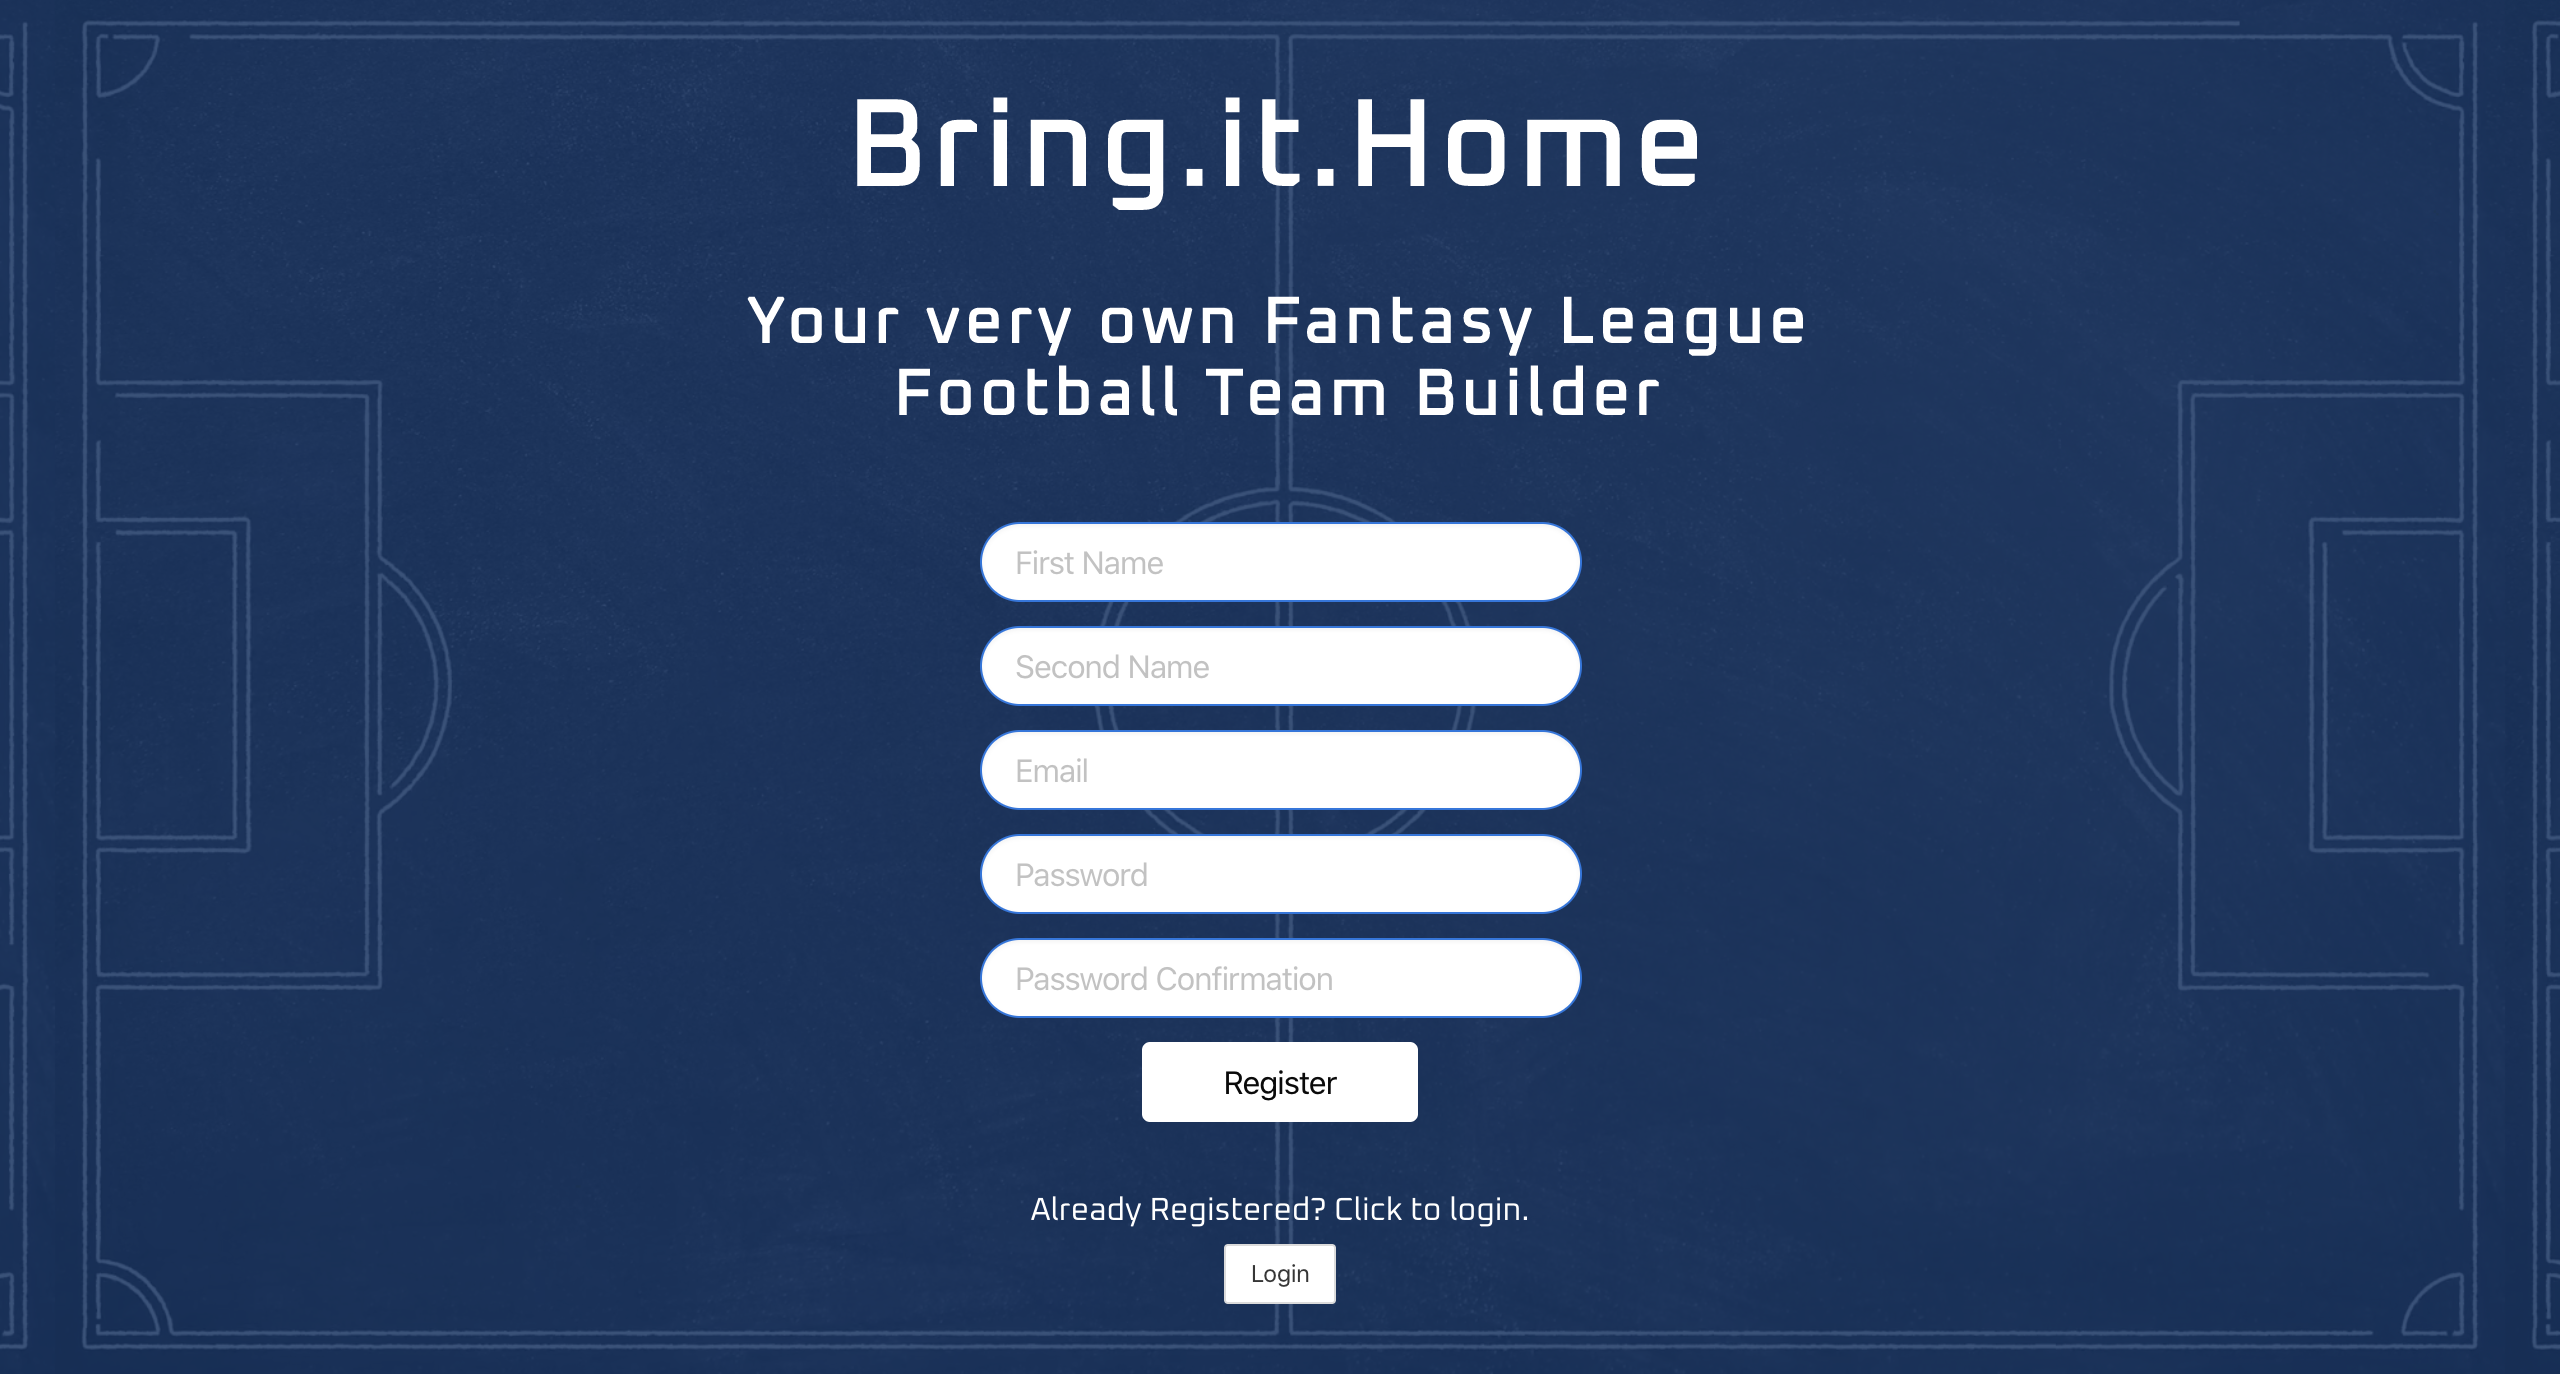 Bring.it.Home
Your very own Fantasy League
Football Team Builder
First Name
Second Name
Email
Password
Password Confirmation
Register
Already Registered? Click to login.
Login